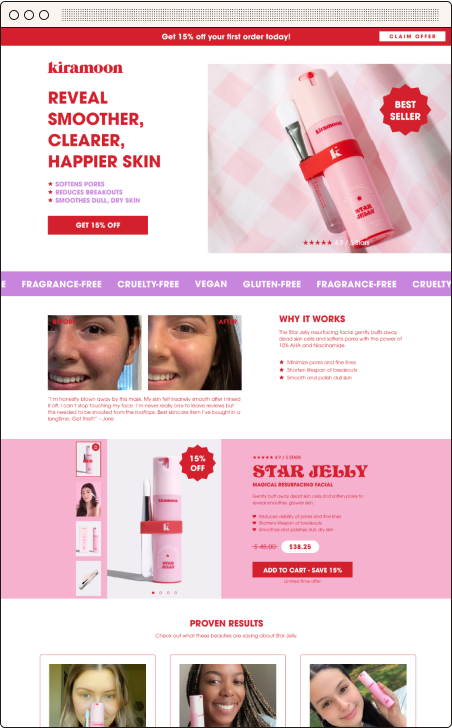 Get 15% off your first order today!
CLAIM OFFER
kiramoon
REVEAL
SMOOTHER,
CLEARER,
HAPPIER SKIN
★ SOFTENS PORES
★ REDUCES BREAKOUTS
★ SMOOTHES DULL, DRY SKIN
GET 15% OFF
BEST
SELLER
kiramoon
k
STAR
JELLY
★★★★★ 4.9 / 5 stars
E FRAGRANCE-FREE CRUELTY-FREE VEGAN GLUTEN-FREE FRAGRANCE-FREE CRUELTY
BEFORE
AFTER
"I'm honestly blown away by this mask. My skin felt insanely smooth after I rinsed
it off. I can't stop touching my face. I'm never really one to leave reviews but
this needed to be shouted from the rooftops. Best skincare item I've bought in a
longtime. Get theit!" -
WHY IT WORKS
The Star Jelly resurfacing facial gently buffs away
dead skin cells and softens pores with the power of
10% AHA and Niacinamide.
★ Minimize pores and fine lines
★ Shorten lifespan of breakouts
★ Smooth and polish dull skin
15%
OFF
k
STAR
JELLY
★★★★★ 4.9 / 5 STARS
STAR JELLY
MAGICAL RESURFACING FACIAL
Gently buff away dead skin cells and soften pores to
reveal smoother, glowier skin.
♥ Reduces visibility of pores and fine lines
♥ Shortens lifespan of breakouts
♥ Smoothes and polishes dull, dry skin
$ 45.00 $38.25
ADD TO CART - SAVE 15%
Limited time offer
PROVEN RESULTS
Check out what these beauties are saying about Star Jelly.